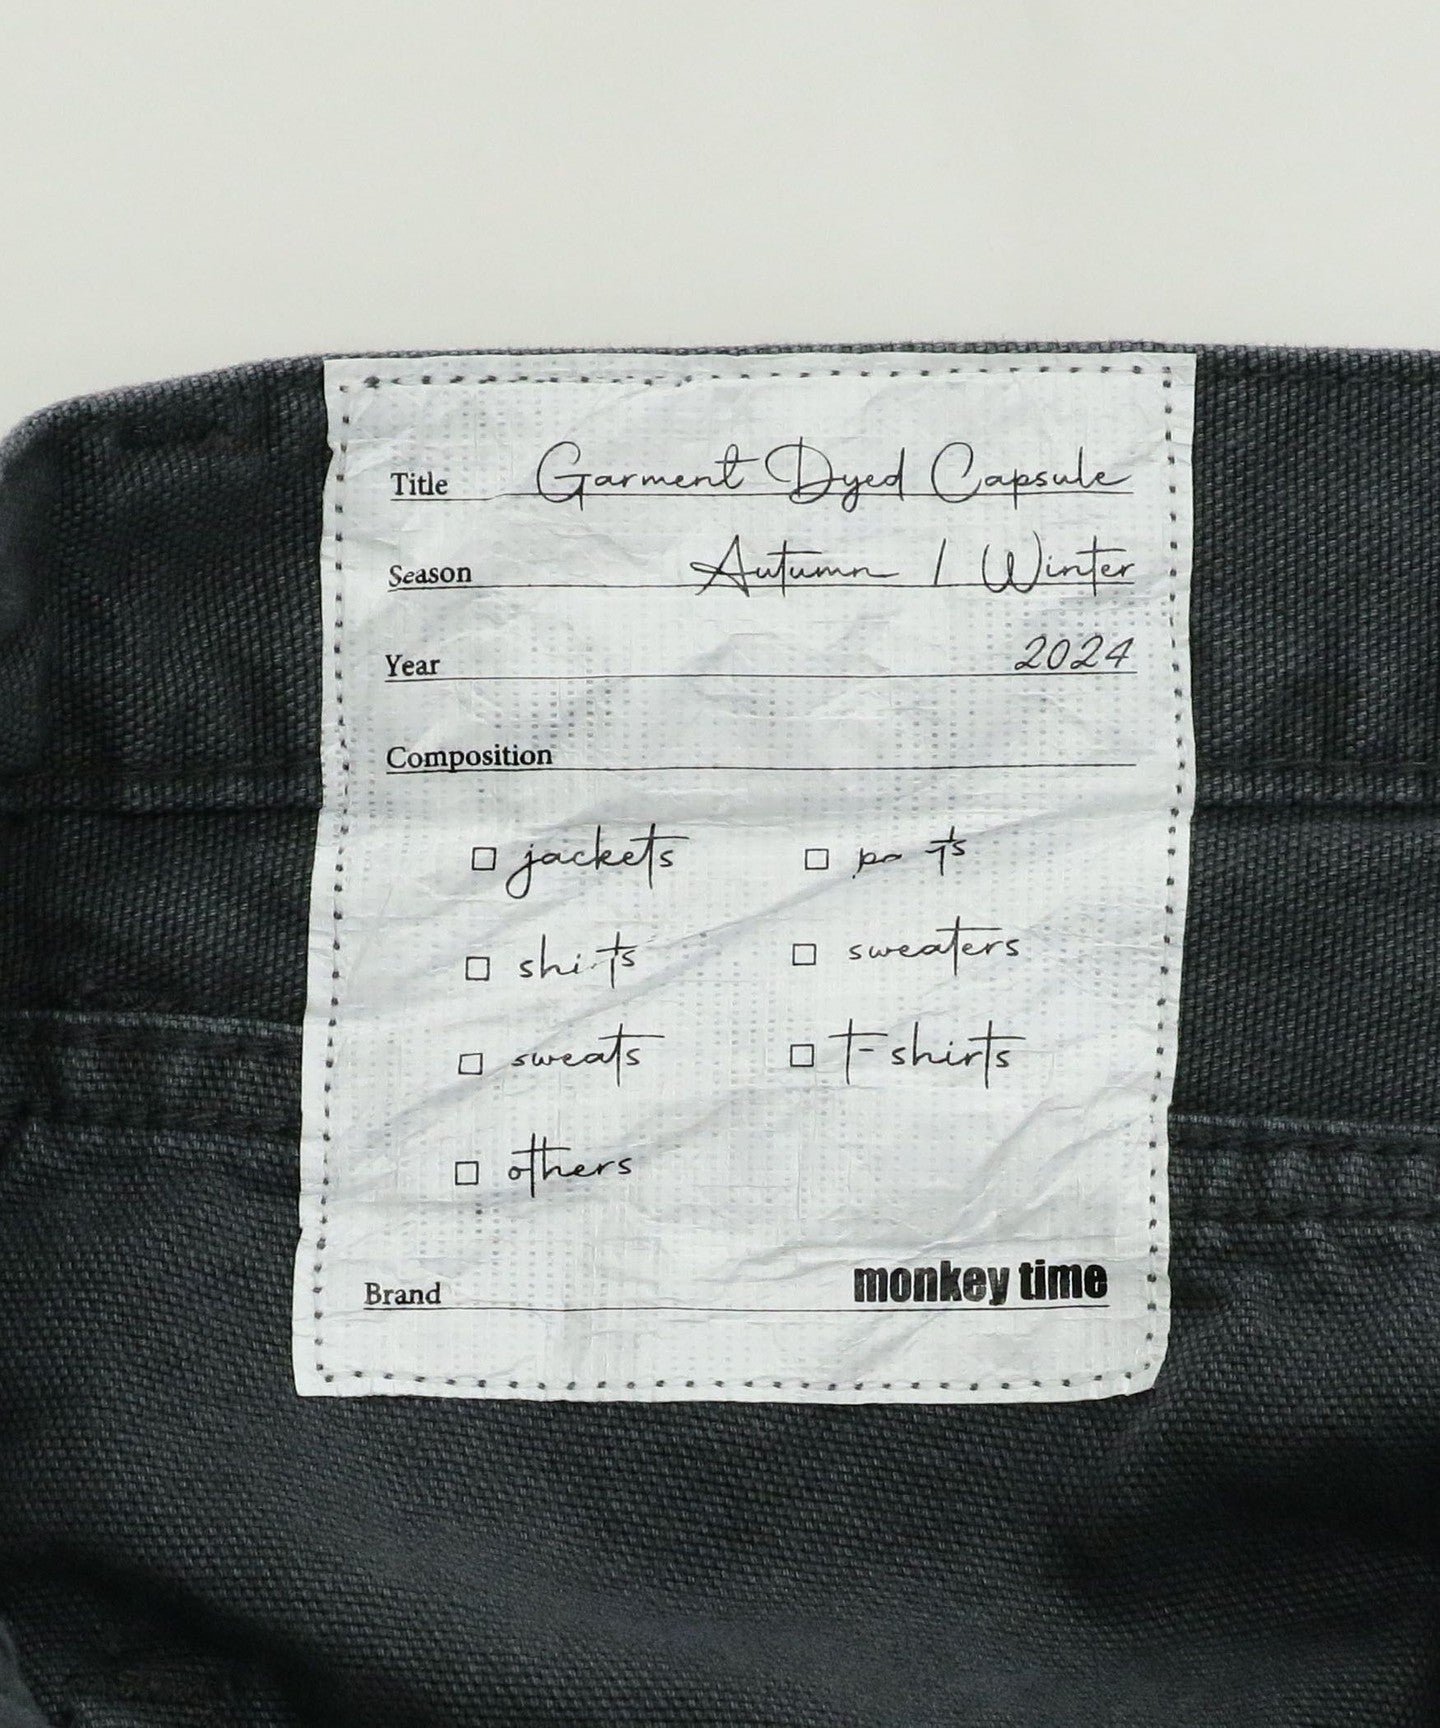 Title Garment Dyed Capsule
Season Autumn / Winter
Year 2024
Composition
jackets
shirts sweaters
sweats t-shirts
others
Brand monkey time